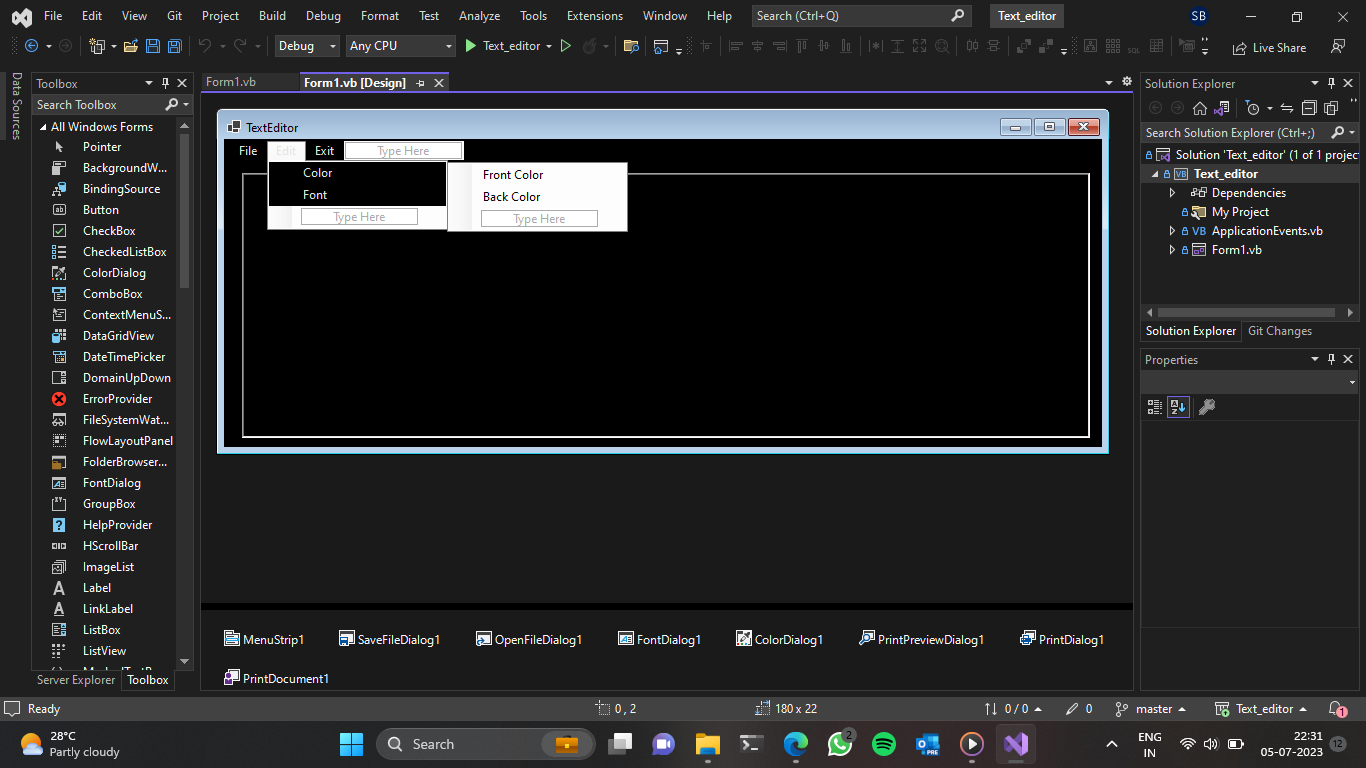 File Edit View Git Project Build Debug Format Test Analyze Tools Extensions Window Help Search (Ctrl+Q) Text_editor SB
Debug Any CPU Text_editor Live Share
Data Sources
Toolbox
Search Toolbox
All Windows Forms
Pointer
BackgroundW...
BindingSource
Button
CheckBox
CheckedListBox
ColorDialog
ComboBox
ContextMenuS...
DataGridView
DateTimePicker
DomainUpDown
ErrorProvider
FileSystemWat...
FlowLayoutPanel
FolderBrowser...
FontDialog
GroupBox
HelpProvider
HScrollBar
ImageList
Label
LinkLabel
ListBox
ListView
Server Explorer Toolbox
Form1.vb Form1.vb [Design]
TextEditor
File Edit Exit Type Here
Color
Font
Type Here
Front Color
Back Color
Type Here
MenuStrip1 SaveFileDialog1 OpenFileDialog1 FontDialog1 ColorDialog1 PrintPreviewDialog1 PrintDialog1
PrintDocument1
Solution Explorer
Search Solution Explorer (Ctrl+;)
Solution 'Text_editor' (1 of 1 projec
VB Text_editor
Dependencies
My Project
VB ApplicationEvents.vb
Form1.vb
Solution Explorer Git Changes
Properties
Ready 0 , 2 180 x 22 0 / 0 0 master Text_editor 1
28°C
Partly cloudy
Search
2
PRE
ENG
IN
22:31
05-07-2023
12